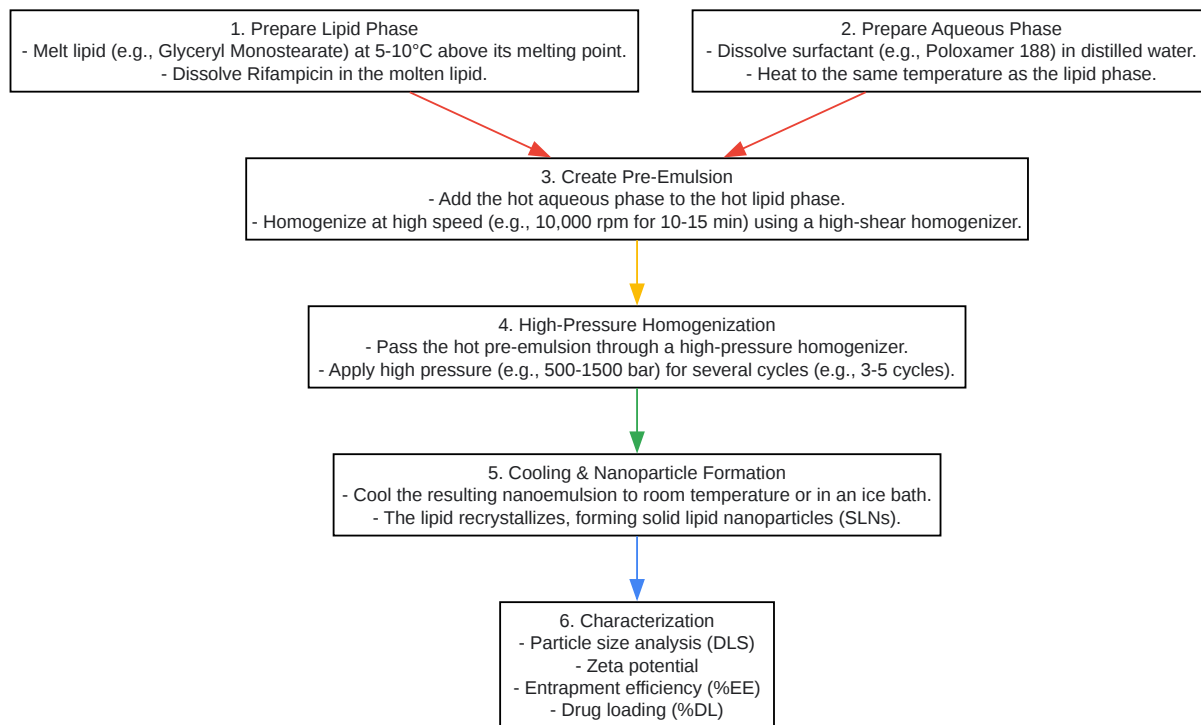 1. Prepare Lipid Phase
- Melt lipid (e.g., Glyceryl Monostearate) at 5-10°C above its melting point.
- Dissolve Rifampicin in the molten lipid.
2. Prepare Aqueous Phase
- Dissolve surfactant (e.g., Poloxamer 188) in distilled water.
- Heat to the same temperature as the lipid phase.
3. Create Pre-Emulsion
- Add the hot aqueous phase to the hot lipid phase.
- Homogenize at high speed (e.g., 10,000 rpm for 10-15 min) using a high-shear homogenizer.
4. High-Pressure Homogenization
- Pass the hot pre-emulsion through a high-pressure homogenizer.
- Apply high pressure (e.g., 500-1500 bar) for several cycles (e.g., 3-5 cycles).
5. Cooling & Nanoparticle Formation
- Cool the resulting nanoemulsion to room temperature or in an ice bath.
- The lipid recrystallizes, forming solid lipid nanoparticles (SLNs).
6. Characterization
- Particle size analysis (DLS)
- Zeta potential
- Entrapment efficiency (%EE)
- Drug loading (%DL)